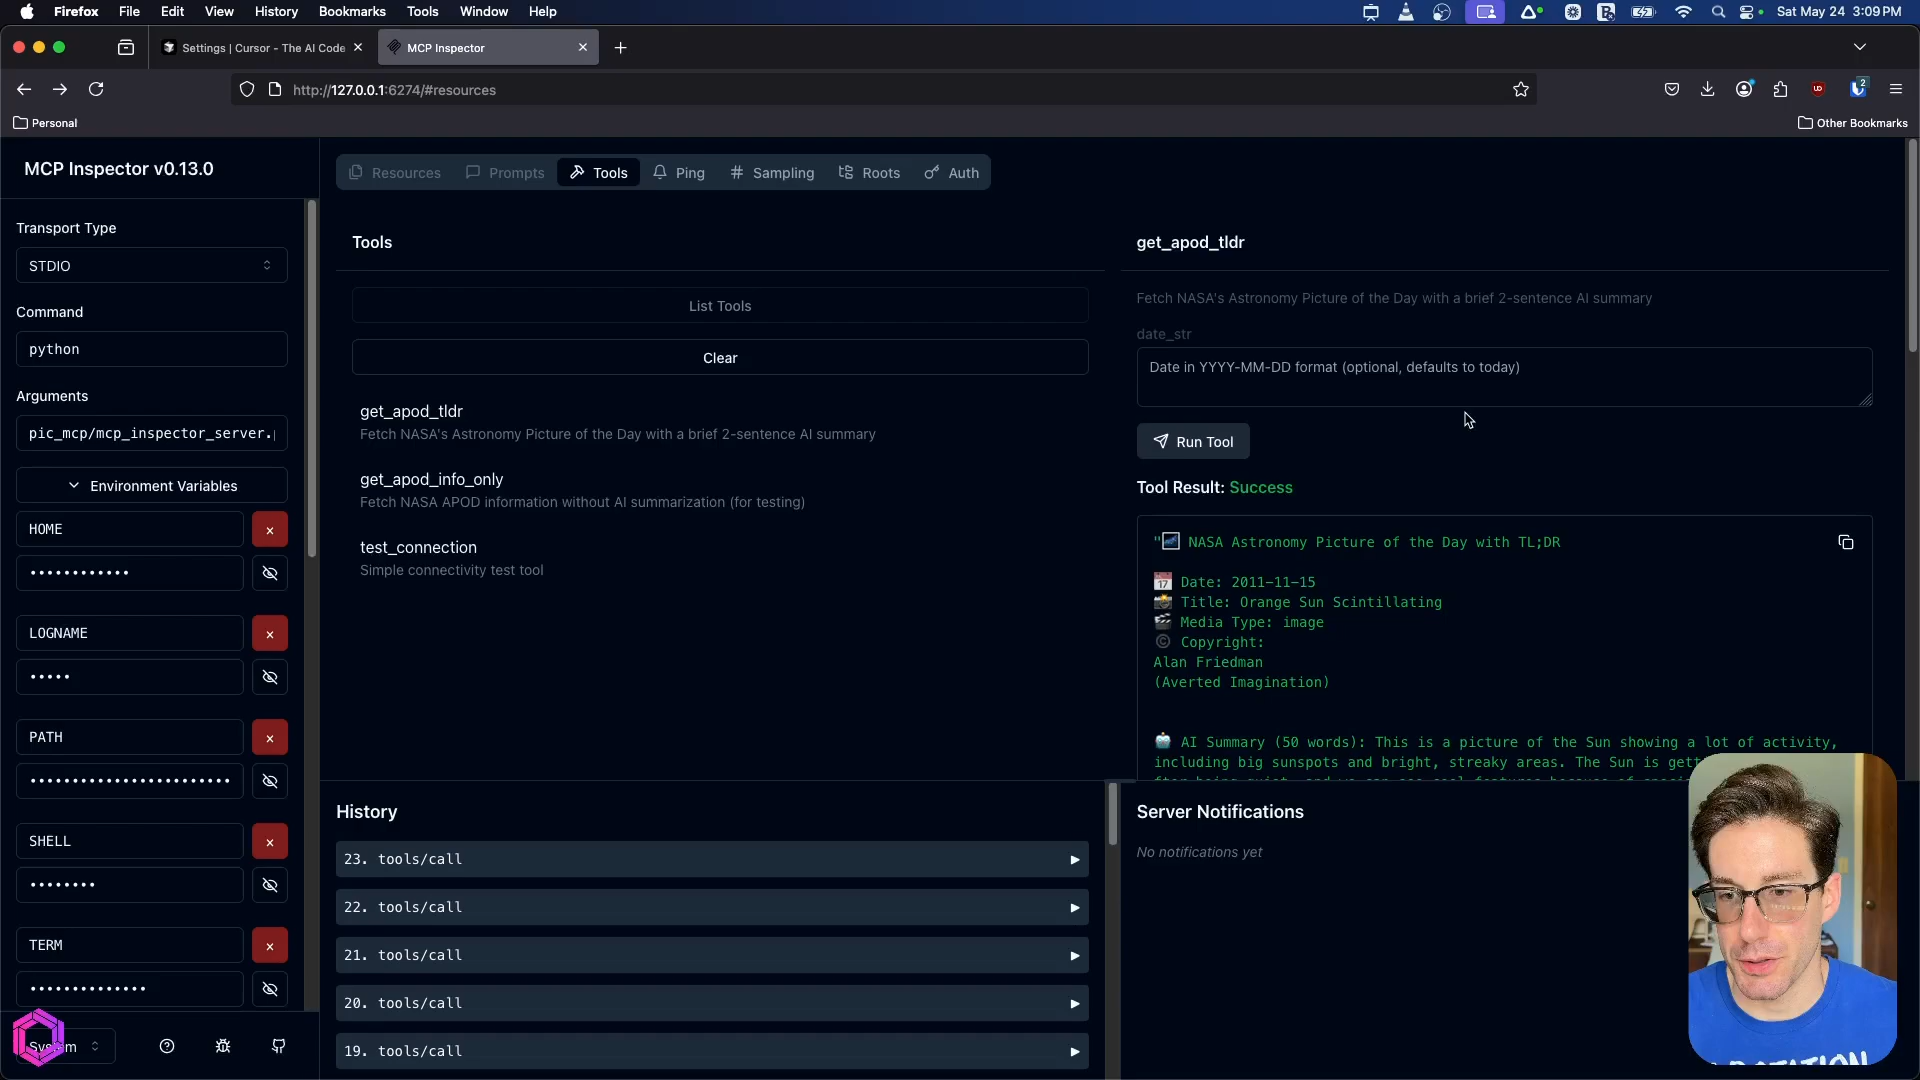 Firefox File Edit View History Bookmarks Tools Window Help
Sat May 24 3:09 PM
Settings | Cursor - The AI Code
MCP Inspector
http://127.0.0.1:6274/#resources
2
Personal
Other Bookmarks
MCP Inspector v0.13.0
Transport Type
STDIO
Command
python
Arguments
pic_mcp/mcp_inspector_server.
Environment Variables
HOME
••••••••••••
LOGNAME
•••••
PATH
••••••••••••••••••••••••
SHELL
••••••••
TERM
••••••••••••••
Resources Prompts Tools Ping Sampling Roots Auth
Tools
List Tools
Clear
get_apod_tldr
Fetch NASA's Astronomy Picture of the Day with a brief 2-sentence AI summary
get_apod_info_only
Fetch NASA APOD information without AI summarization (for testing)
test_connection
Simple connectivity test tool
get_apod_tldr
Fetch NASA's Astronomy Picture of the Day with a brief 2-sentence AI summary
date_str
Date in YYYY-MM-DD format (optional, defaults to today)
Run Tool
Tool Result: Success
"🌌 NASA Astronomy Picture of the Day with TL;DR
📅 Date: 2011-11-15
📸 Title: Orange Sun Scintillating
🎬 Media Type: image
© Copyright:
Alan Friedman
(Averted Imagination)
🤖 AI Summary (50 words): This is a picture of the Sun showing a lot of activity,
including big sunspots and bright, streaky areas. The Sun is
History
23. tools/call
22. tools/call
21. tools/call
20. tools/call
19. tools/call
Server Notifications
No notifications yet